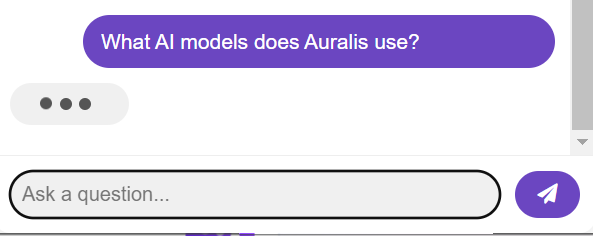 What AI models does Auralis use?
Ask a question...